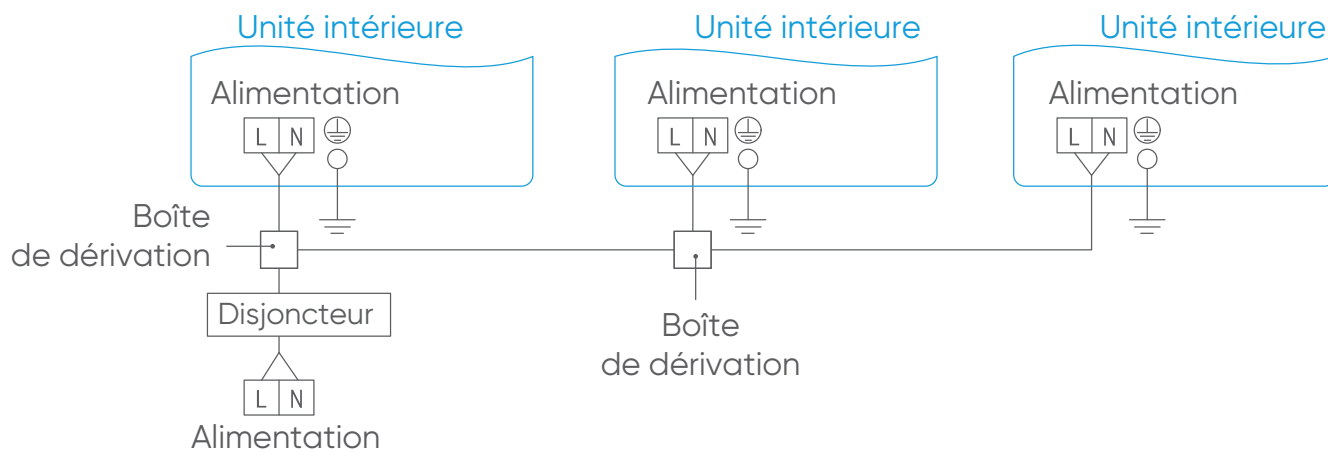 Unité intérieure
Unité intérieure
Unité intérieure
Alimentation
Alimentation
Alimentation
L N
L N
L N
Boîte
de dérivation
Disjoncteur
Boîte
de dérivation
L N
Alimentation